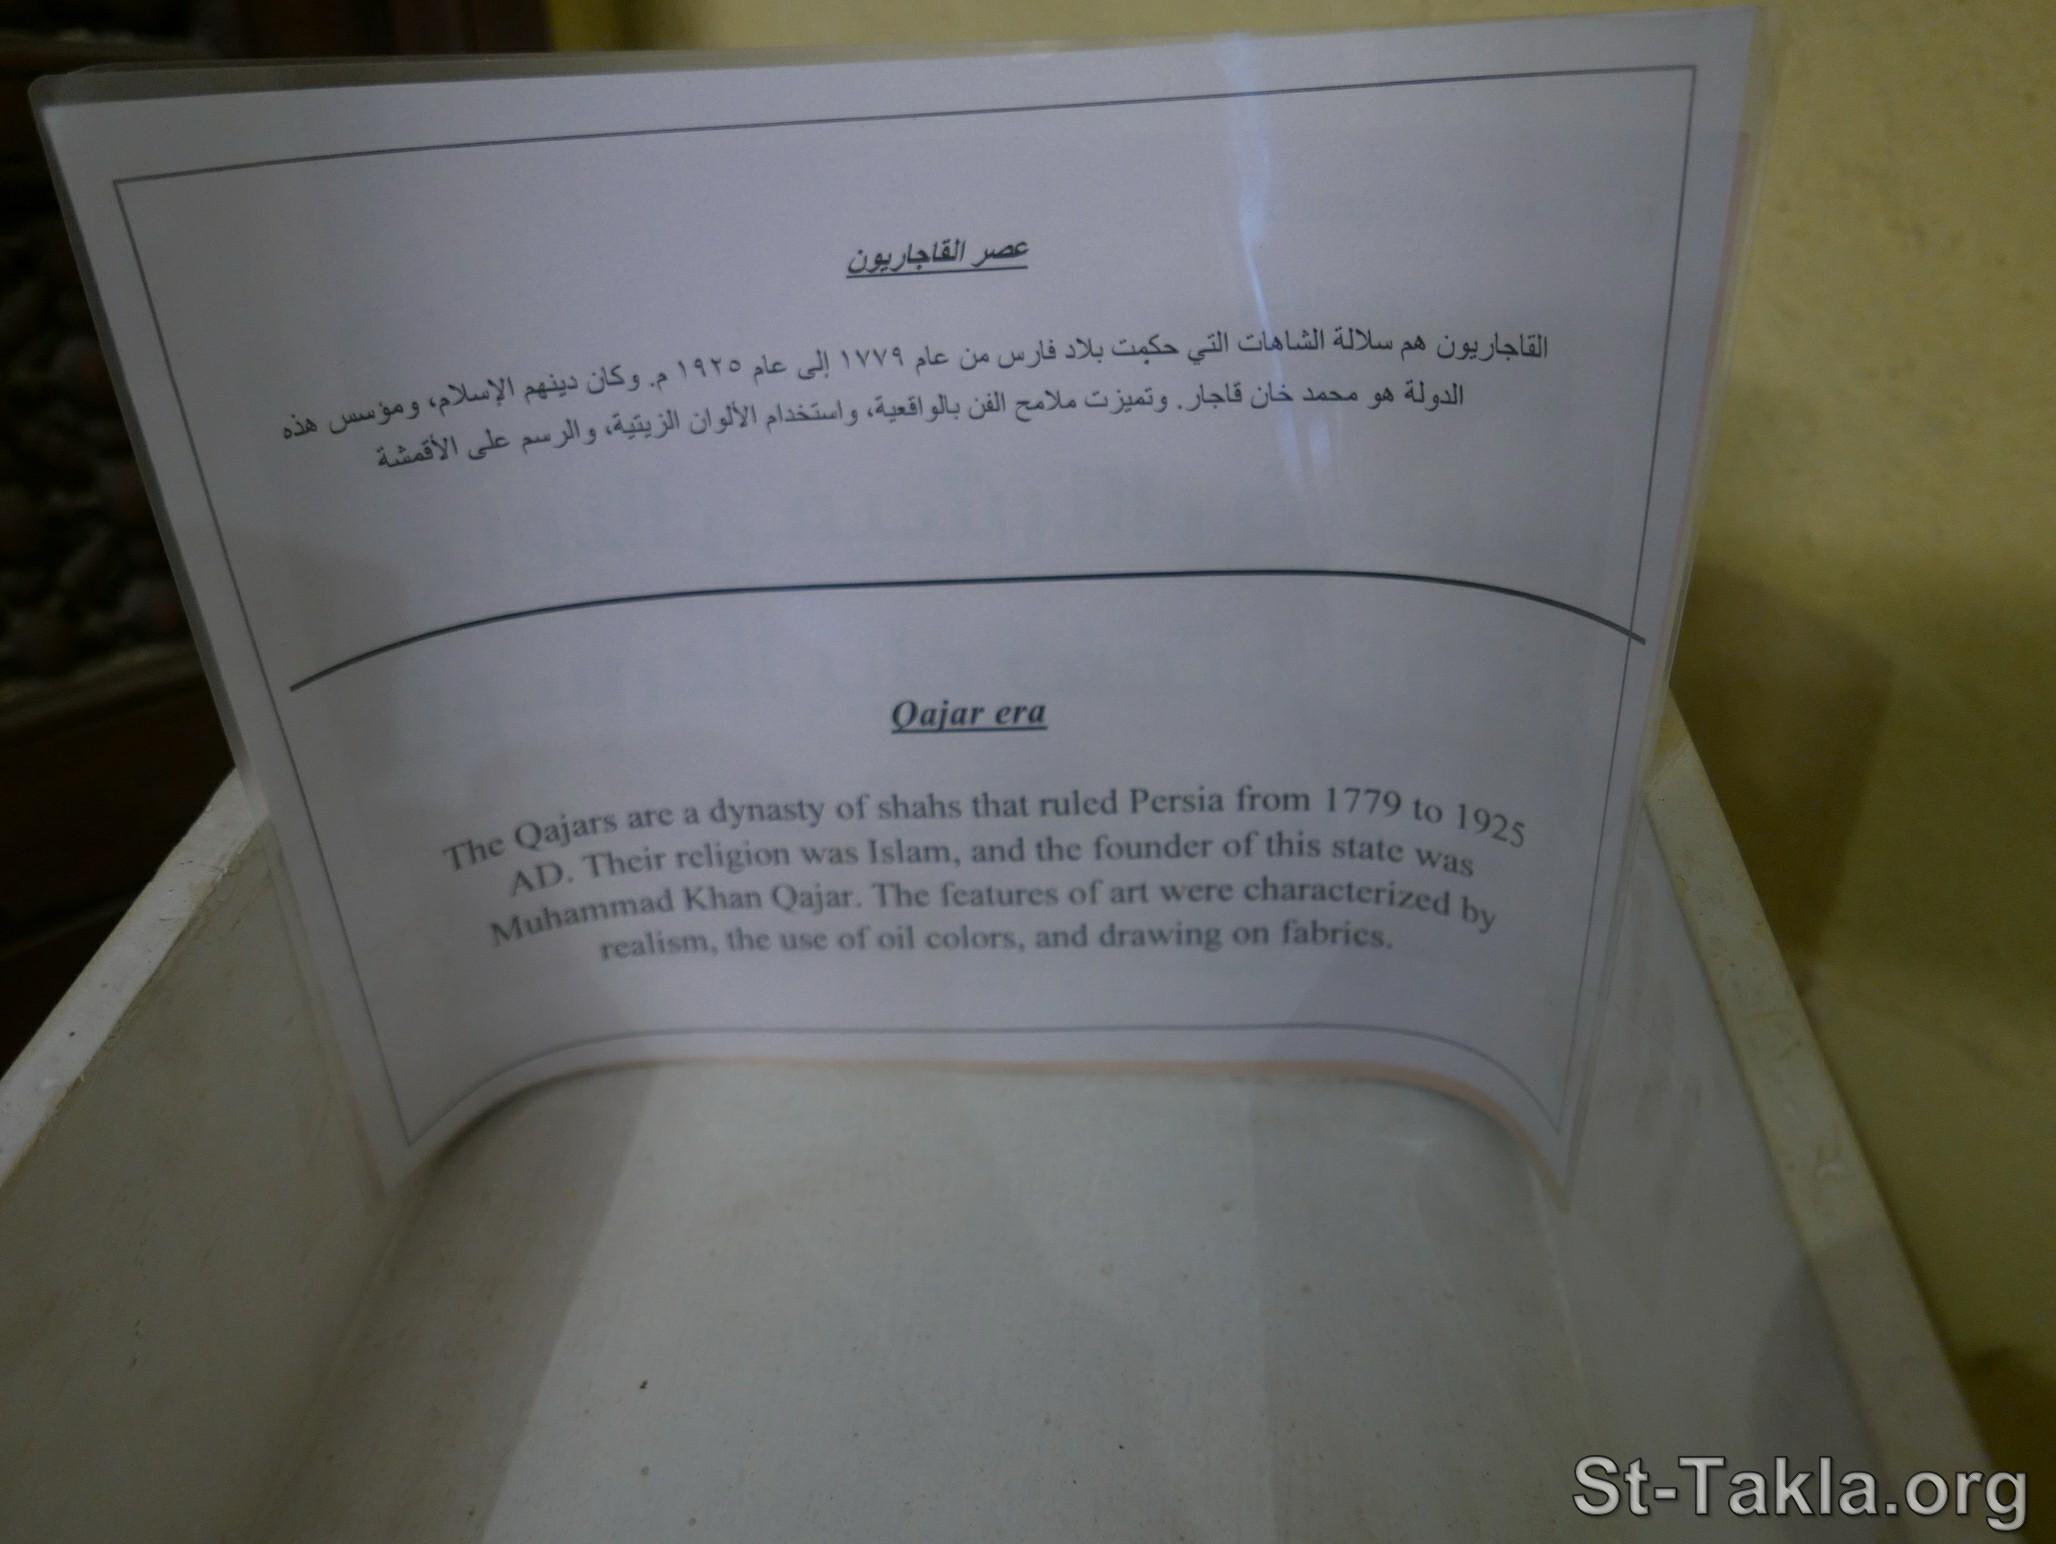 عصر القاجاريون
القاجاريون هم سلالة الشاهات التي حكمت بلاد فارس من عام ١٧٧٩ إلى عام ١٩٢٥ م. وكان دينهم الإسلام، ومؤسس هذه
الدولة هو محمد خان قاجار. وتميزت ملامح الفن بالواقعية، واستخدام الألوان الزيتية، والرسم على الأقمشة
Qajar era
The Qajars are a dynasty of shahs that ruled Persia from 1779 to 1925
AD. Their religion was Islam, and the founder of this state was
Muhammad Khan Qajar. The features of art were characterized by
realism, the use of oil colors, and drawing on fabrics.
St-Takla.org